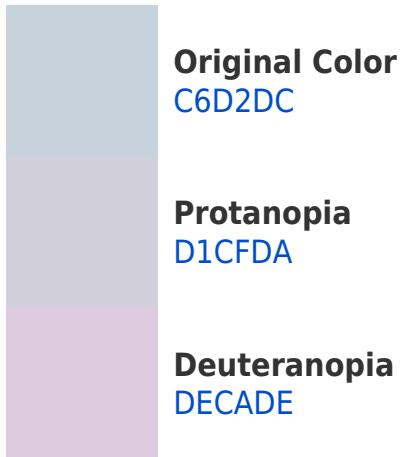 Original Color
C6D2DC
Protanopia
D1CFDA
Deuteranopia
DECADE